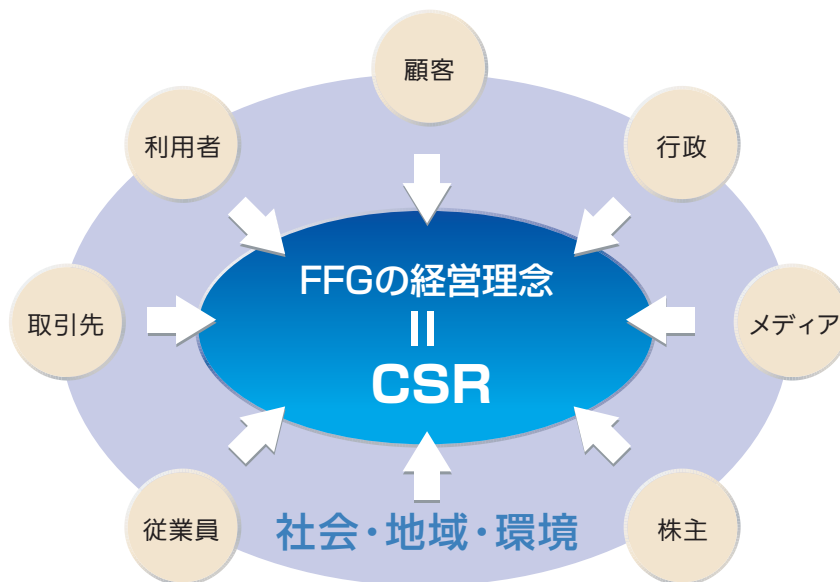 顧客
利用者
行政
FFGの経営理念
=
CSR
取引先
メディア
従業員
社会・地域・環境
株主